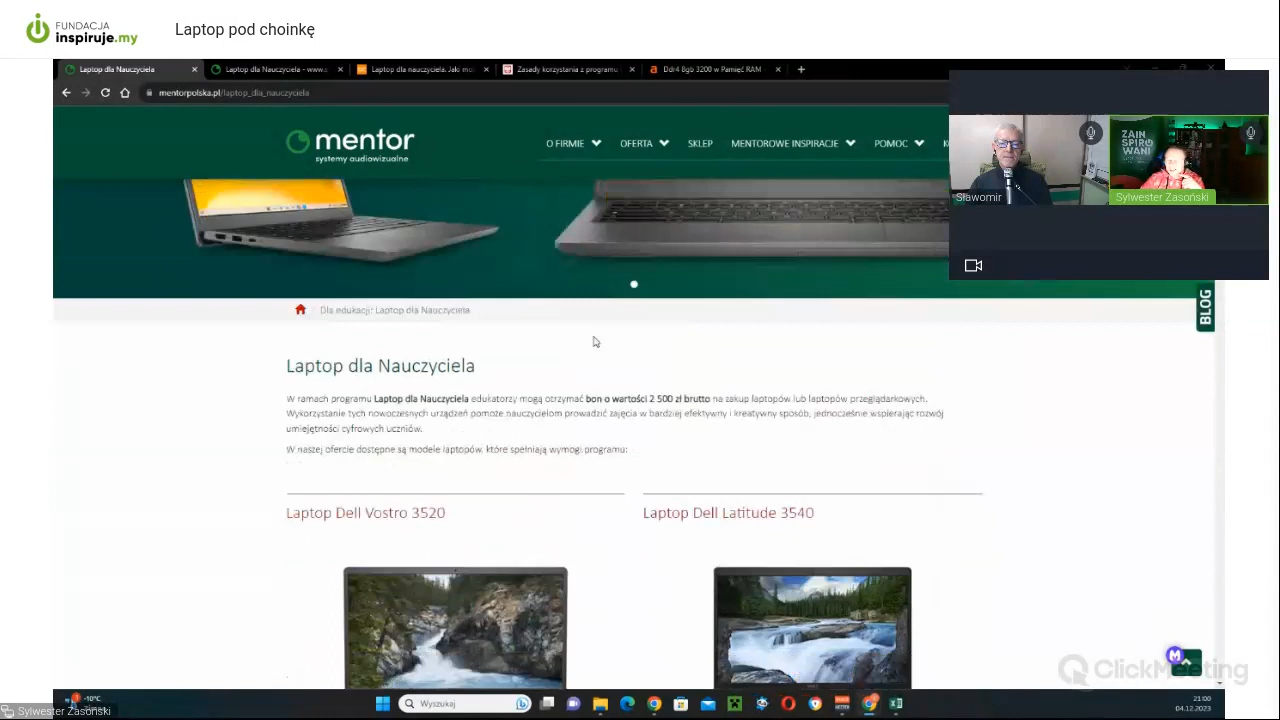 FUNDACJA
inspiruje.my
Laptop pod choinkę
Laptop dla Nauczyciela
Laptop dla Nauczyciela - www.s
Laptop dla nauczyciela. Jak mo
Zasady korzystania z programu
Ddr4 8gb 3200 w Pamięć RAM
mentorpolska.pl/laptop_dla_nauczyciela
mentor
systemy audiowizualne
O FIRMIE
OFERTA
SKLEP
MENTOROWE INSPIRACJE
POMOC
ZAIN
SPIRO
WANI
Sławomir
Sylwester Zasoński
BLOG
Dla edukacji: Laptop dla Nauczyciela
Laptop dla Nauczyciela
W ramach programu Laptop dla Nauczyciela edukatorzy mogą otrzymać bon o wartości 2 500 zł brutto na zakup laptopów lub laptopów przeglądarkowych.
Wykorzystanie tych nowoczesnych urządzeń pomoże nauczycielom prowadzić zajęcia w bardziej efektywny i kreatywny sposób, jednocześnie wspierając rozwój
umiejętności cyfrowych uczniów.
W naszej ofercie dostępne są modele laptopów, które spełniają wymogi programu:
Laptop Dell Vostro 3520
Laptop Dell Latitude 3540
M
ClickMeeting
-10°C
Wyszukaj
21:00
04.12.2023
Sylwester Zasoński